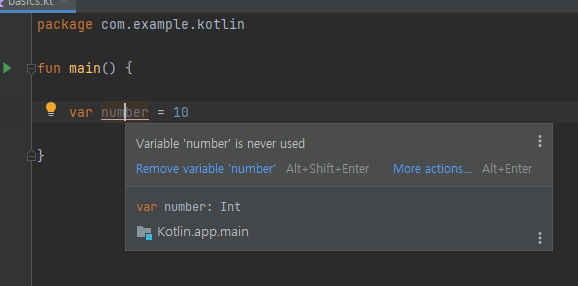 basics.kt
package com.example.kotlin
fun main() {
var number = 10
Variable 'number' is never used
Remove variable 'number' Alt+Shift+Enter More actions... Alt+Enter
var number: Int
Kotlin.app.main
}